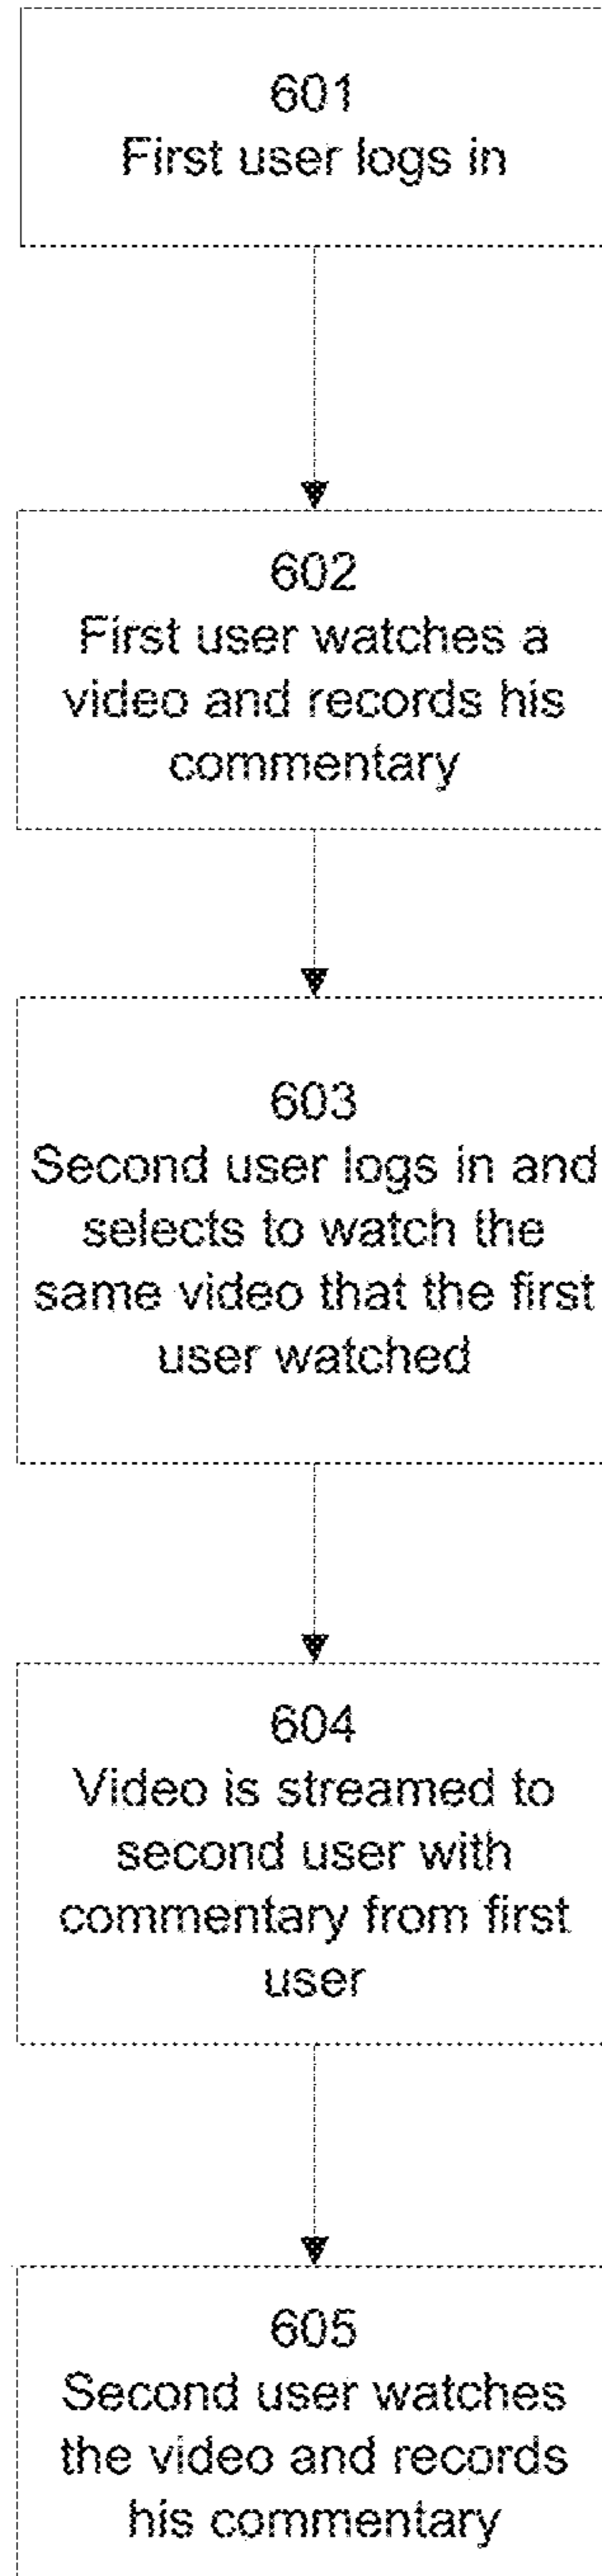 601
First user logs in
602
First user watches a
video and records his
commentary
603
Second user logs in and
selects to watch the
same video that the first
user watched
604
Video is streamed to
second user with
commentary from first
user
605
Second user watches
the video and records
his commentary